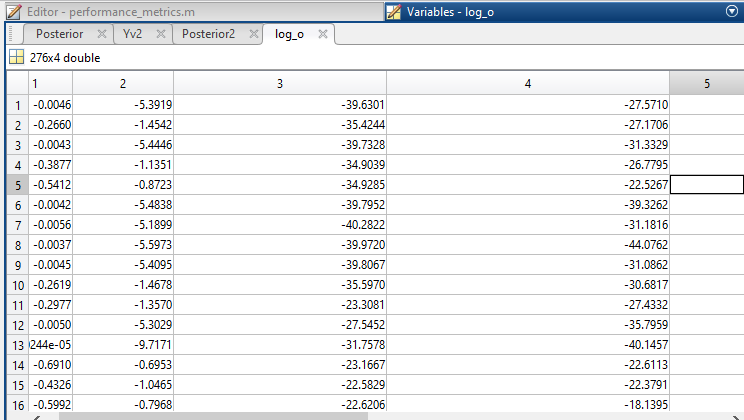 Editor - performance_metrics.m Variables - log_o
Posterior Yv2 Posterior2 log_o
276x4 double
1 2 3 4 5
1 -0.0046 -5.3919 -39.6301 -27.5710
2 -0.2660 -1.4542 -35.4244 -27.1706
3 -0.0043 -5.4446 -39.7328 -31.3329
4 -0.3877 -1.1351 -34.9039 -26.7795
5 -0.5412 -0.8723 -34.9285 -22.5267
6 -0.0042 -5.4838 -39.7952 -39.3262
7 -0.0056 -5.1899 -40.2822 -31.1816
8 -0.0037 -5.5973 -39.9720 -44.0762
9 -0.0045 -5.4095 -39.8067 -31.0862
10 -0.2619 -1.4678 -35.5970 -30.6817
11 -0.2977 -1.3570 -23.3081 -27.4332
12 -0.0050 -5.3029 -27.5452 -35.7959
13 244e-05 -9.7171 -31.7578 -40.1457
14 -0.6910 -0.6953 -23.1667 -22.6113
15 -0.4326 -1.0465 -22.5829 -22.3791
16 -0.5992 -0.7968 -22.6206 -18.1395